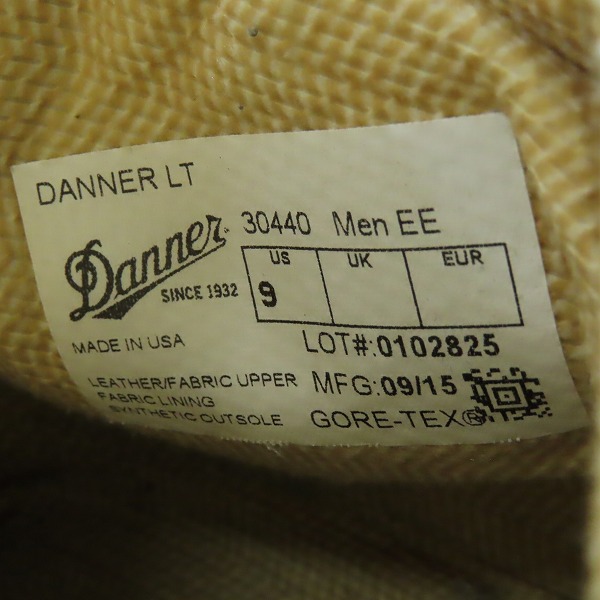 DANNER LT
Danner
SINCE 1932
30440 Men EE
US UK EUR
9
MADE IN USA
LOT#:0102825
LEATHER/FABRIC UPPER
FABRIC LINING
SYNTHETIC OUTSOLE
MFG:09/15
GORE-TEX®